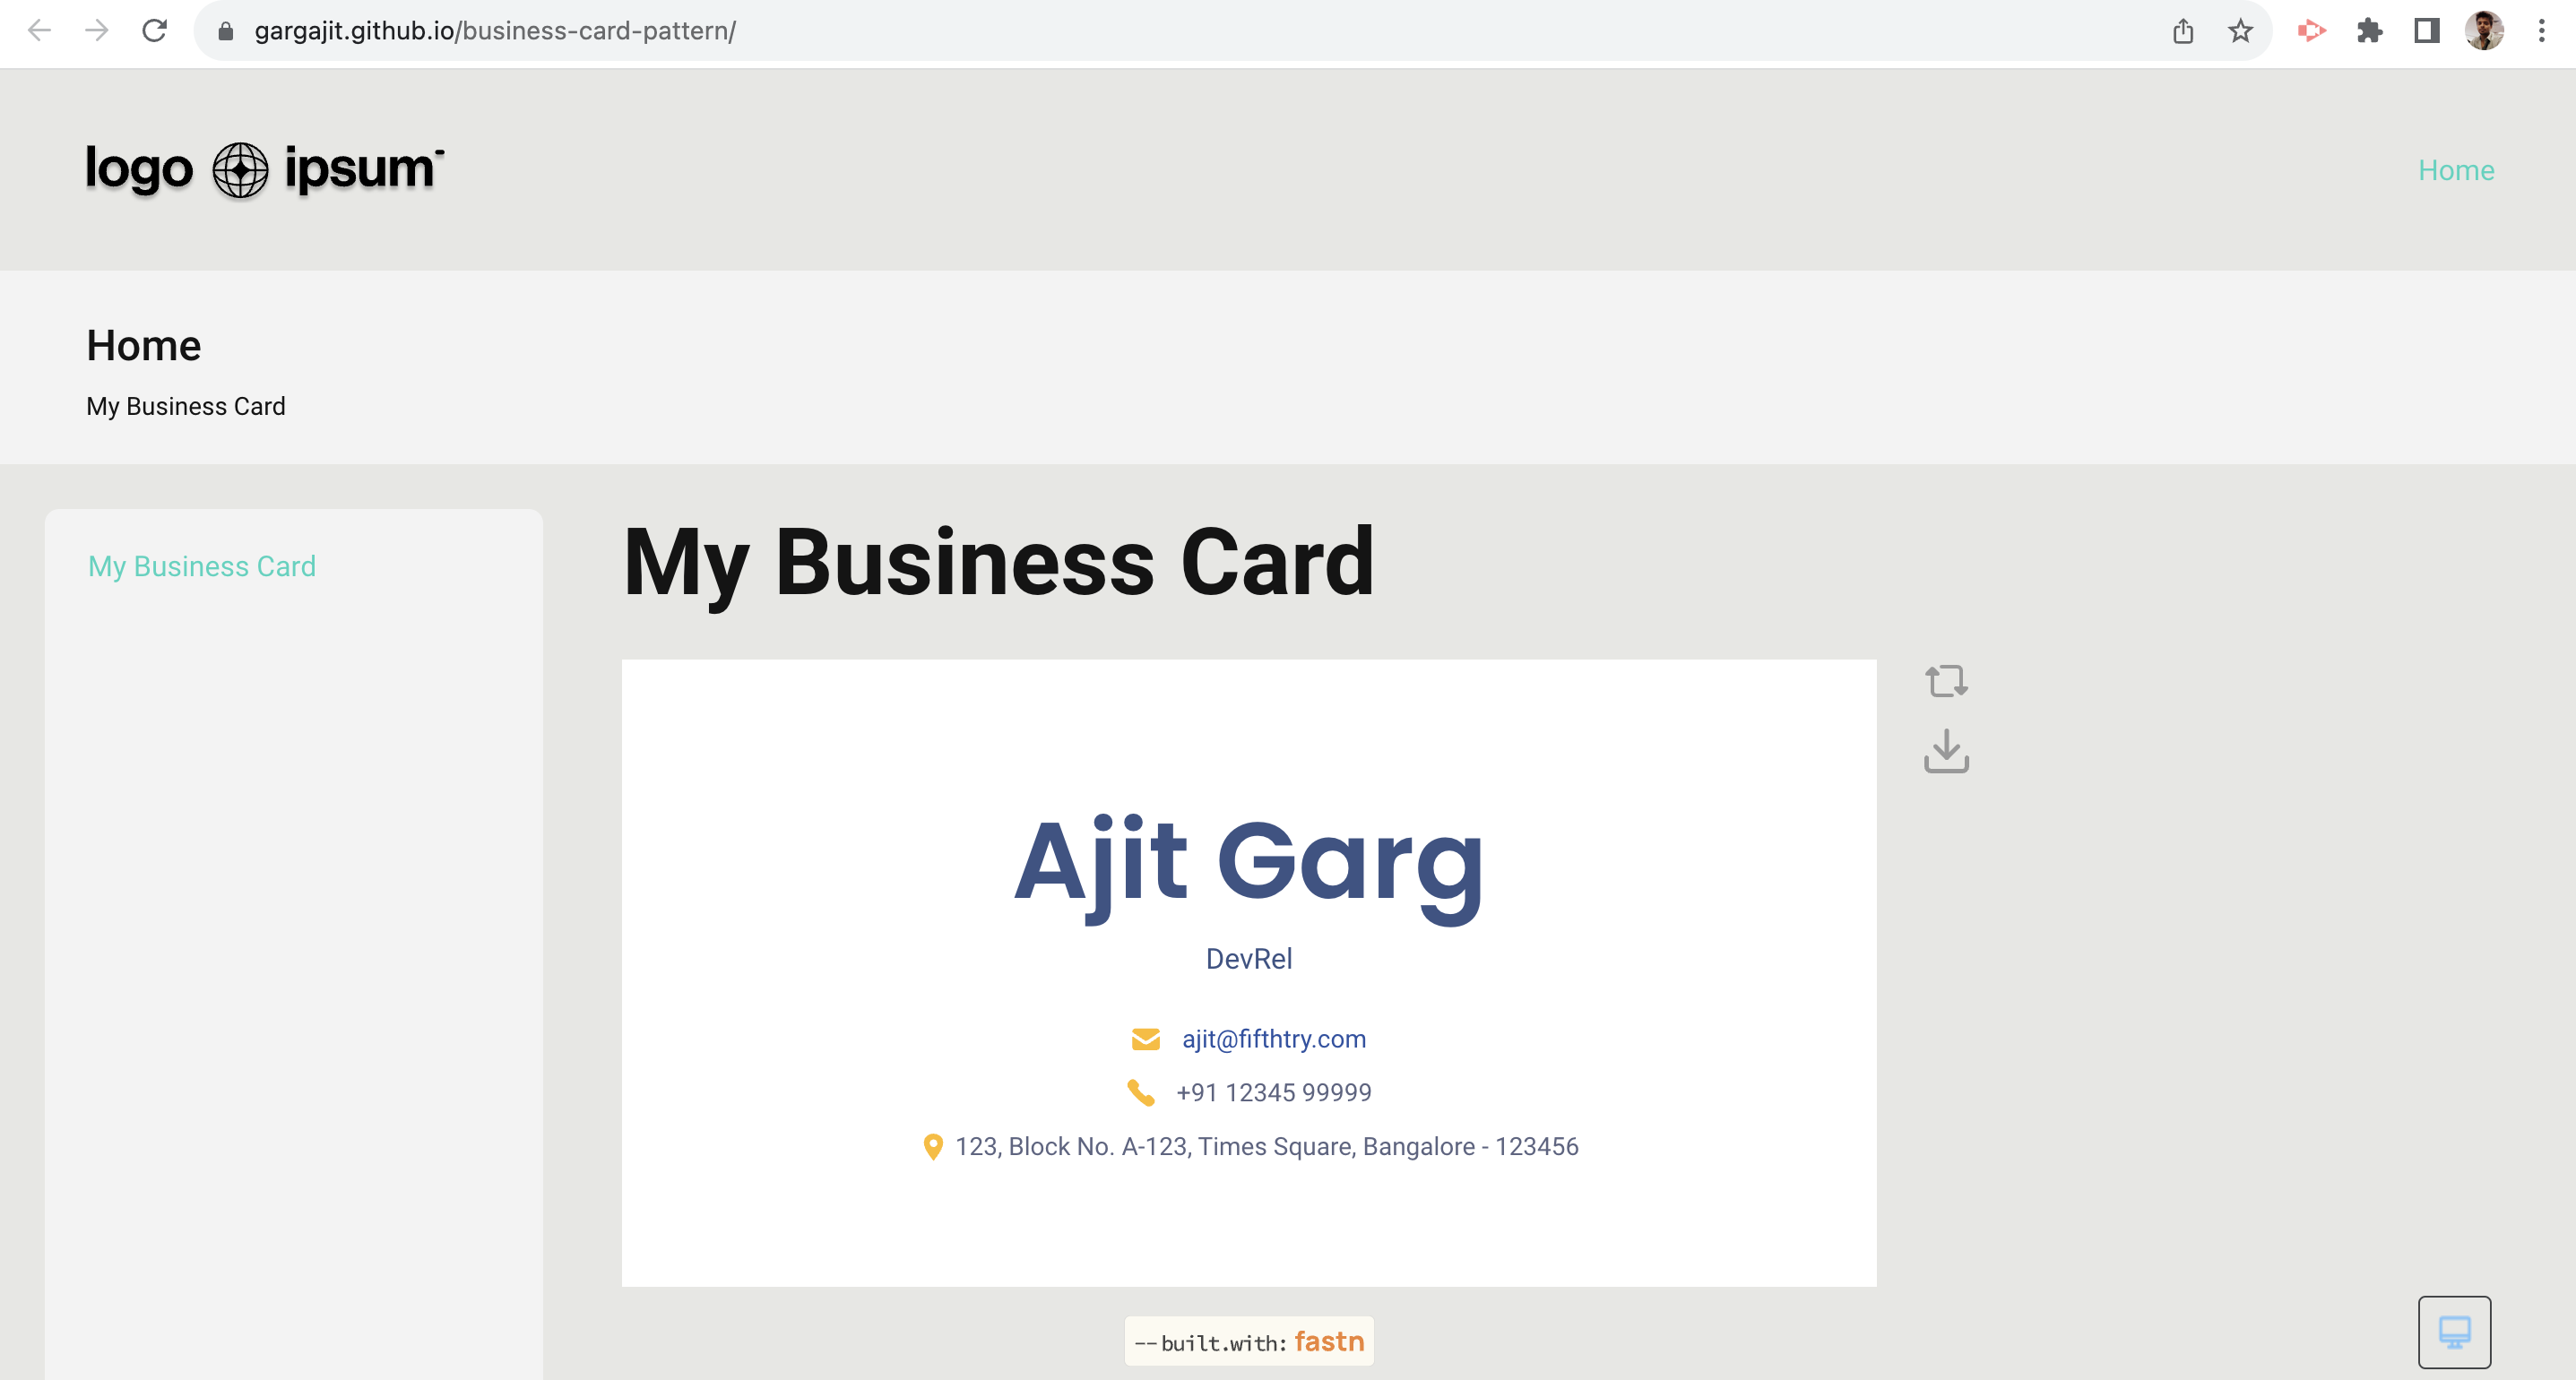 gargajit.github.io/business-card-pattern/
logo ipsum
Home
Home
My Business Card
My Business Card
My Business Card
Ajit Garg
DevRel
ajit@fifthtry.com
+91 12345 99999
123, Block No. A-123, Times Square, Bangalore - 123456
-- built.with: fastn